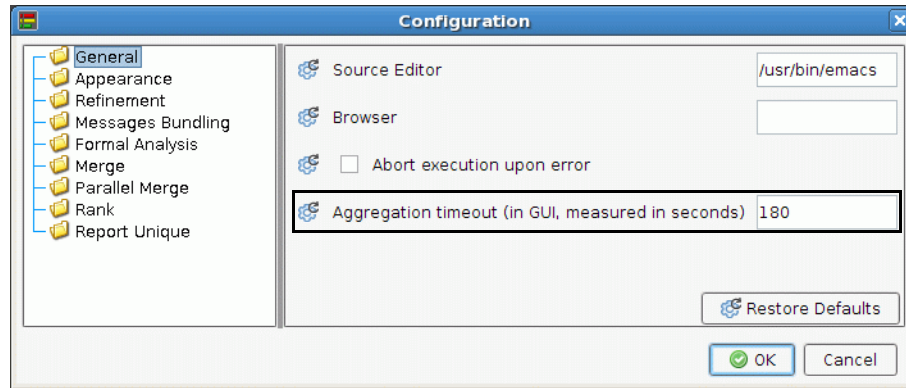 Configuration
General
Appearance
Refinement
Messages Bundling
Formal Analysis
Merge
Parallel Merge
Rank
Report Unique
Source Editor /usr/bin/emacs
Browser
Abort execution upon error
Aggregation timeout (in GUI, measured in seconds) 180
Restore Defaults
OK Cancel